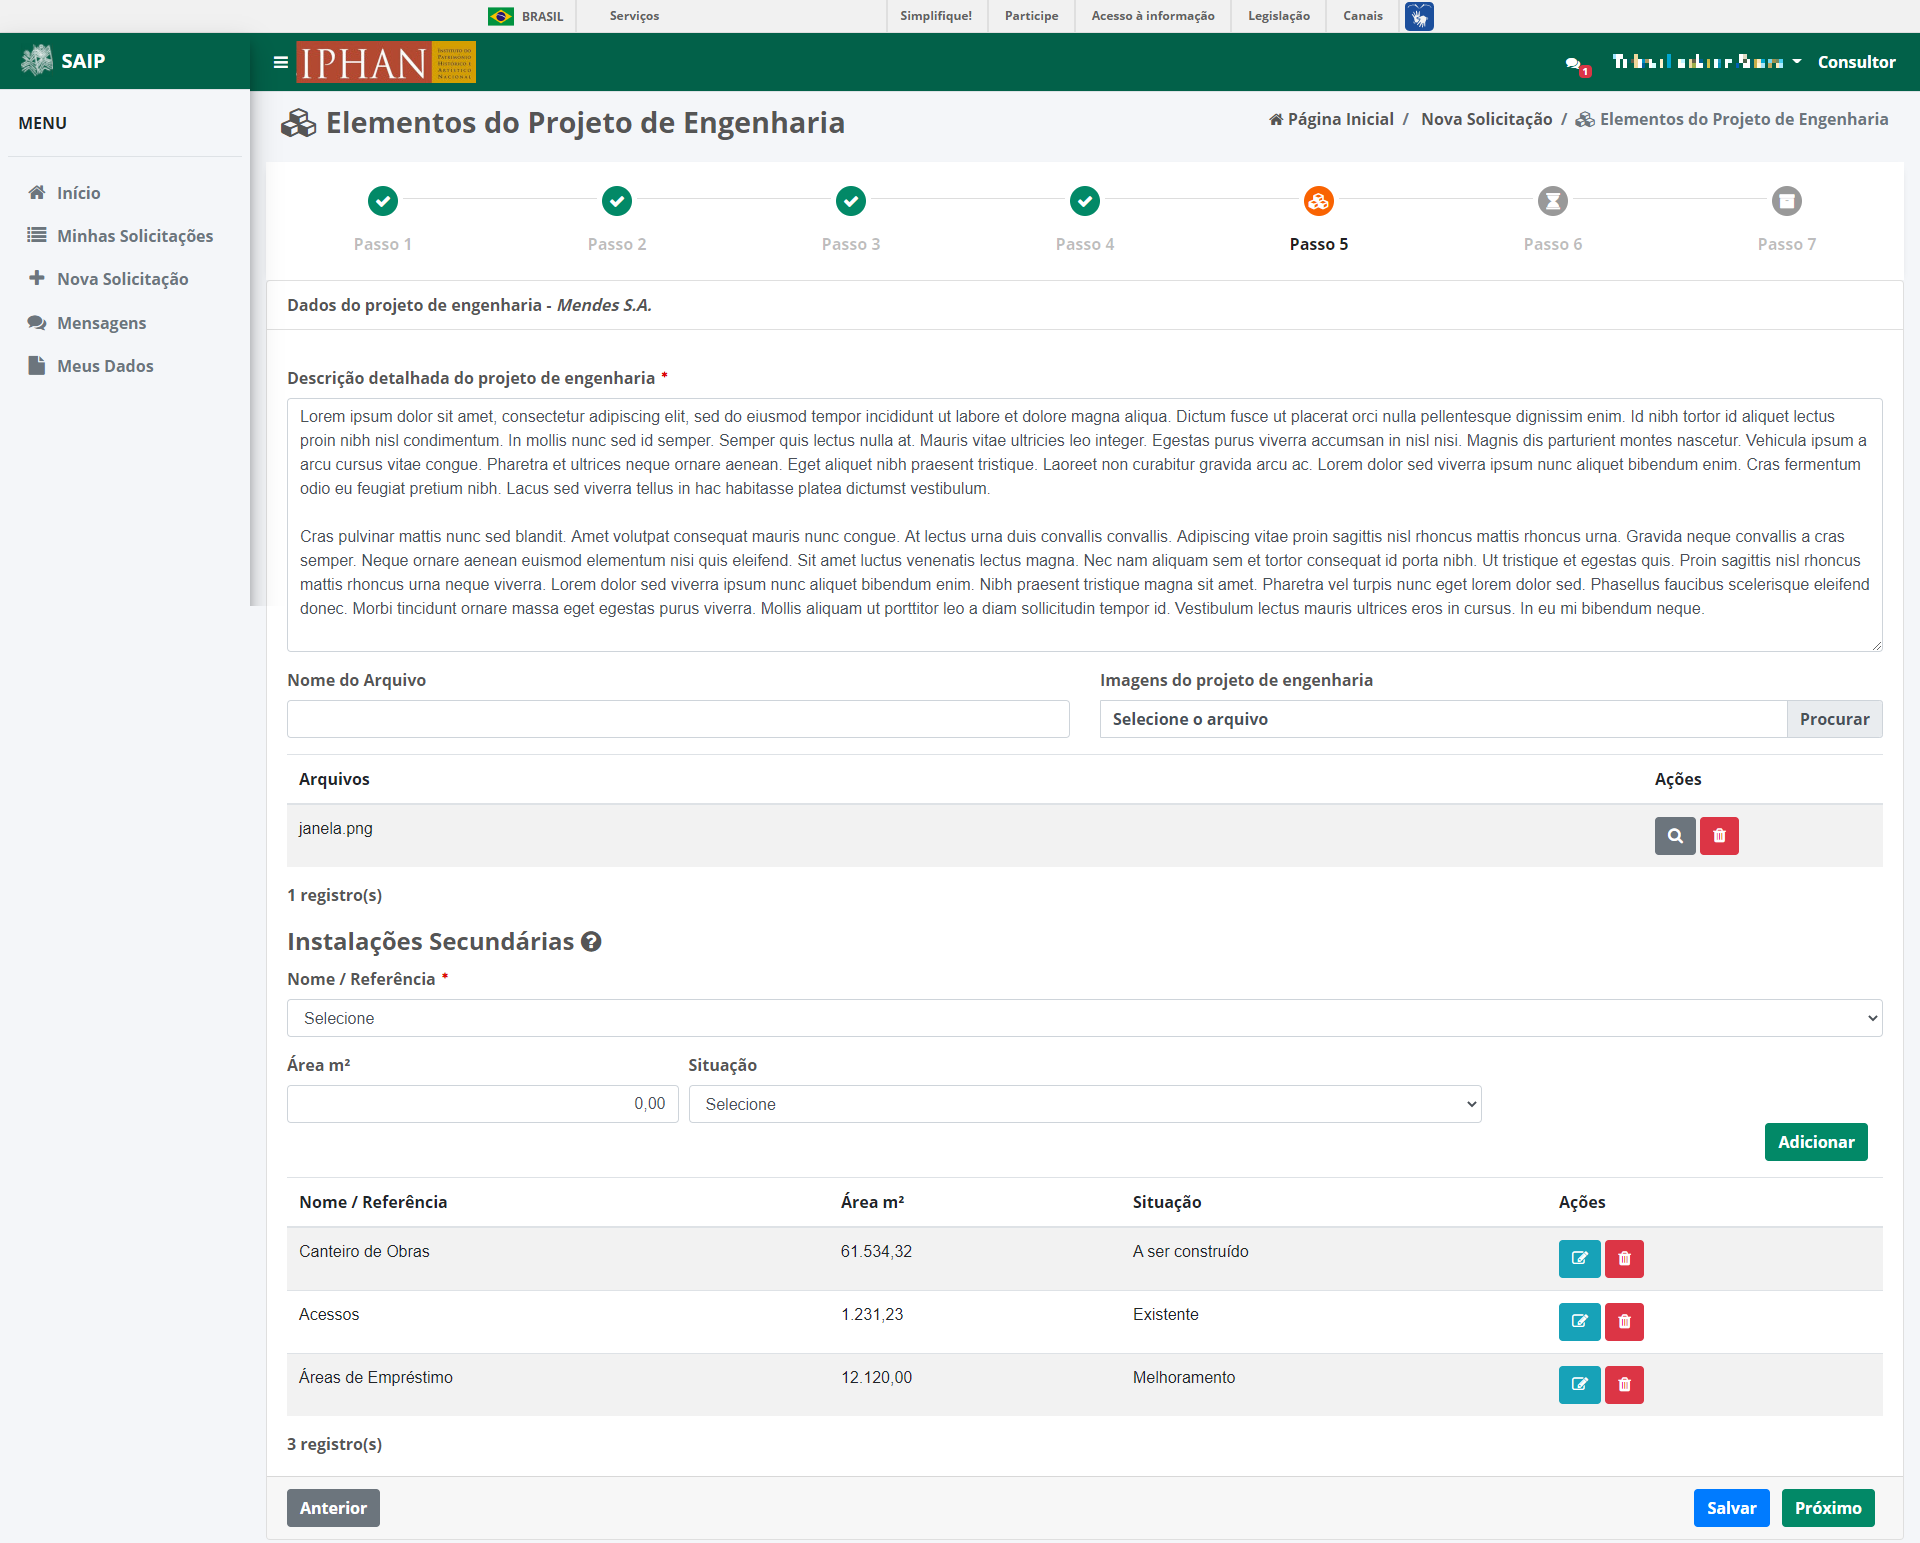 BRASIL Serviços Simplifique! Participe Acesso à informação Legislação Canais
SAIP
IPHAN INSTITUTO DO PATRIMÔNIO HISTÓRICO E ARTÍSTICO NACIONAL
1
Consultor
MENU
Início
Minhas Solicitações
Nova Solicitação
Mensagens
Meus Dados
Elementos do Projeto de Engenharia
Página Inicial / Nova Solicitação / Elementos do Projeto de Engenharia
Passo 1 Passo 2 Passo 3 Passo 4 Passo 5 Passo 6 Passo 7
Dados do projeto de engenharia - Mendes S.A.
Descrição detalhada do projeto de engenharia *
Lorem ipsum dolor sit amet, consectetur adipiscing elit, sed do eiusmod tempor incididunt ut labore et dolore magna aliqua. Dictum fusce ut placerat orci nulla pellentesque dignissim enim. Id nibh tortor id aliquet lectus
proin nibh nisl condimentum. In mollis nunc sed id semper. Semper quis lectus nulla at. Mauris vitae ultricies leo integer. Egestas purus viverra accumsan in nisl nisi. Magnis dis parturient montes nascetur. Vehicula ipsum a
arcu cursus vitae congue. Pharetra et ultrices neque ornare aenean. Eget aliquet nibh praesent tristique. Laoreet non curabitur gravida arcu ac. Lorem dolor sed viverra ipsum nunc aliquet bibendum enim. Cras fermentum
odio eu feugiat pretium nibh. Lacus sed viverra tellus in hac habitasse platea dictumst vestibulum.
Cras pulvinar mattis nunc sed blandit. Amet volutpat consequat mauris nunc congue. At lectus urna duis convallis convallis. Adipiscing vitae proin sagittis nisl rhoncus mattis rhoncus urna. Gravida neque convallis a cras
semper. Neque ornare aenean euismod elementum nisi quis eleifend. Sit amet luctus venenatis lectus magna. Nec nam aliquam sem et tortor consequat id porta nibh. Ut tristique et egestas quis. Proin sagittis nisl rhoncus
mattis rhoncus urna neque viverra. Lorem dolor sed viverra ipsum nunc aliquet bibendum enim. Nibh praesent tristique magna sit amet. Pharetra vel turpis nunc eget lorem dolor sed. Phasellus faucibus scelerisque eleifend
donec. Morbi tincidunt ornare massa eget egestas purus viverra. Mollis aliquam ut porttitor leo a diam sollicitudin tempor id. Vestibulum lectus mauris ultrices eros in cursus. In eu mi bibendum neque.
Nome do Arquivo Imagens do projeto de engenharia
Selecione o arquivo Procurar
Arquivos Ações
janela.png
1 registro(s)
Instalações Secundárias ?
Nome / Referência *
Selecione
Área m² Situação
0,00 Selecione
Adicionar
Nome / Referência Área m² Situação Ações
Canteiro de Obras 61.534,32 A ser construído
Acessos 1.231,23 Existente
Áreas de Empréstimo 12.120,00 Melhoramento
3 registro(s)
Anterior Salvar Próximo